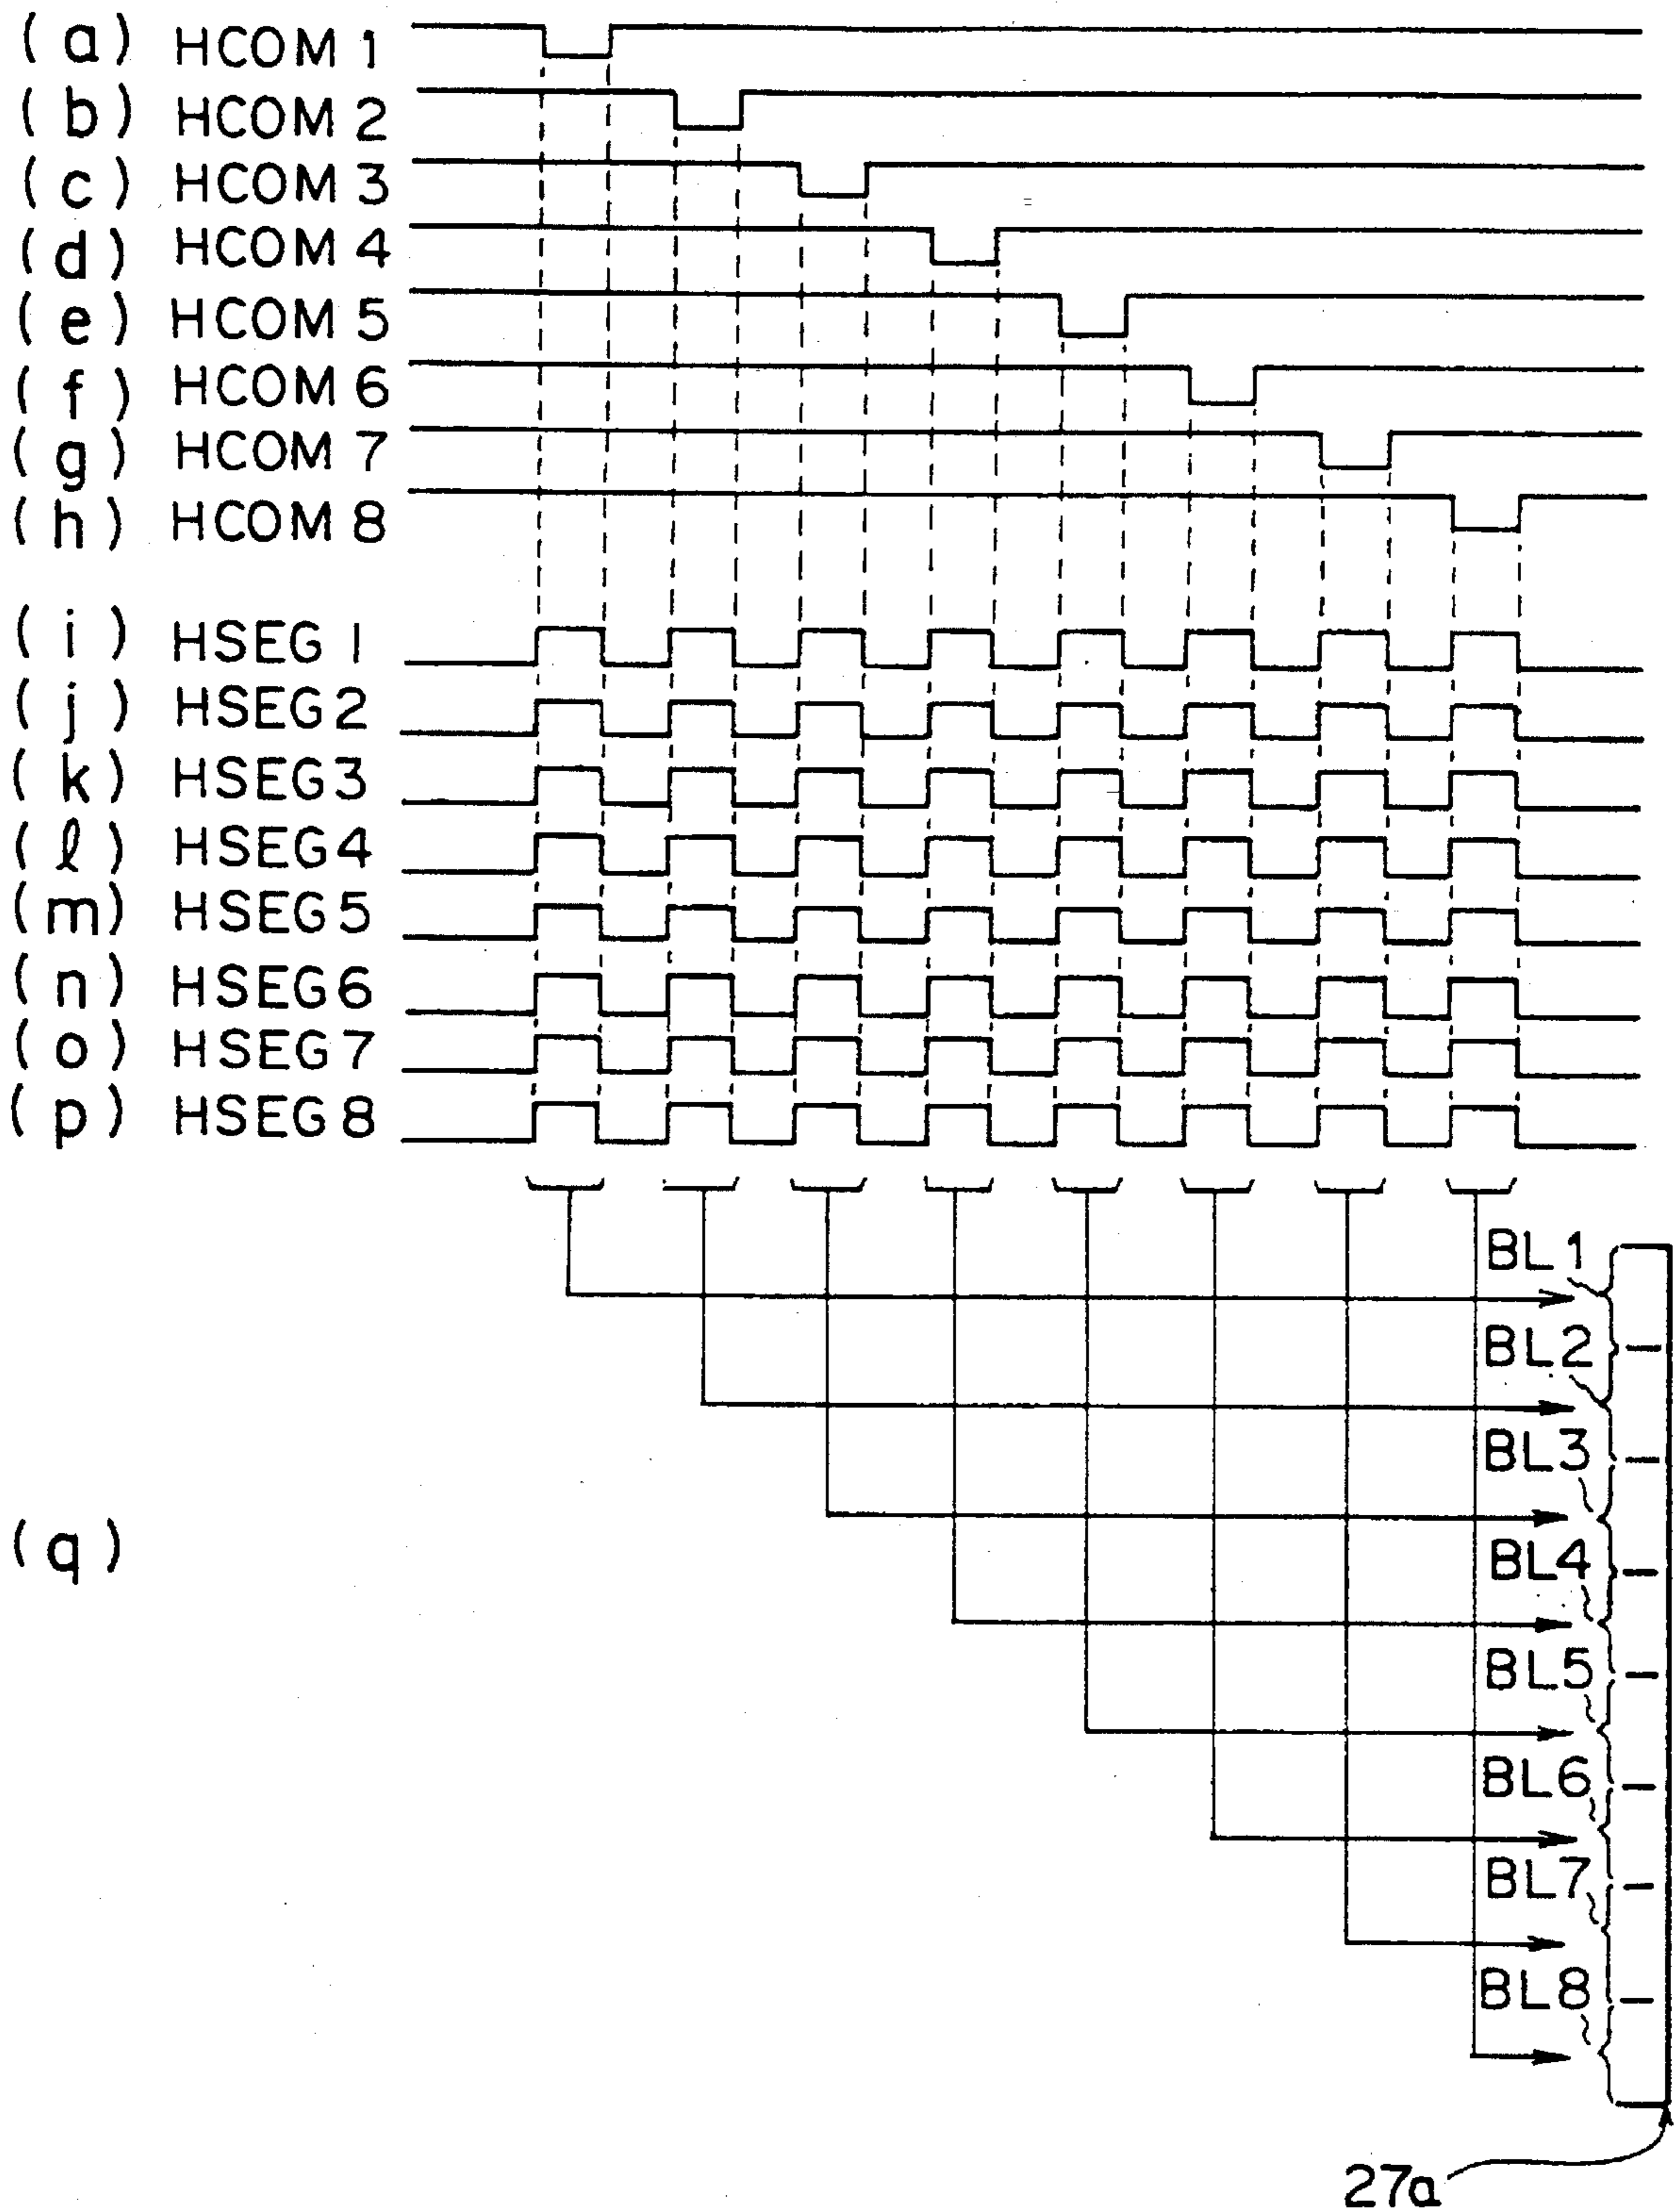 (a) HCOM 1
(b) HCOM 2
(c) HCOM 3
(d) HCOM 4
(e) HCOM 5
(f) HCOM 6
(g) HCOM 7
(h) HCOM 8
(i) HSEG 1
(j) HSEG 2
(k) HSEG 3
(ℓ) HSEG 4
(m) HSEG 5
(n) HSEG 6
(o) HSEG 7
(p) HSEG 8
BL1
BL2
BL3
(q)
BL4
BL5
BL6
BL7
BL8
27a